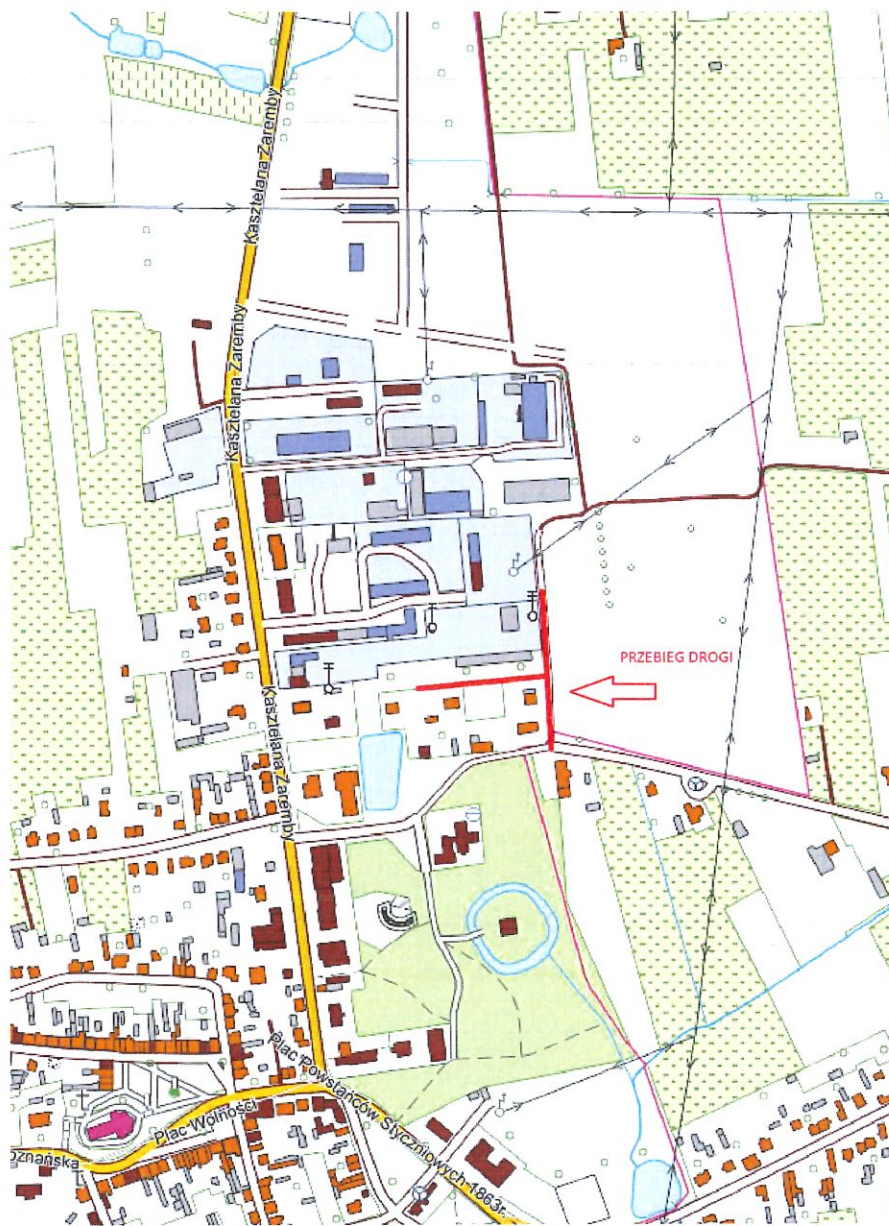 Kasztelana Zaremby
Kasztelana-Zaremby
PRZEBIEG DROGI
Kasztelana Zaremby
Plac Powstańców Styczniowych 1863r.
Plac Wolności
oznańska